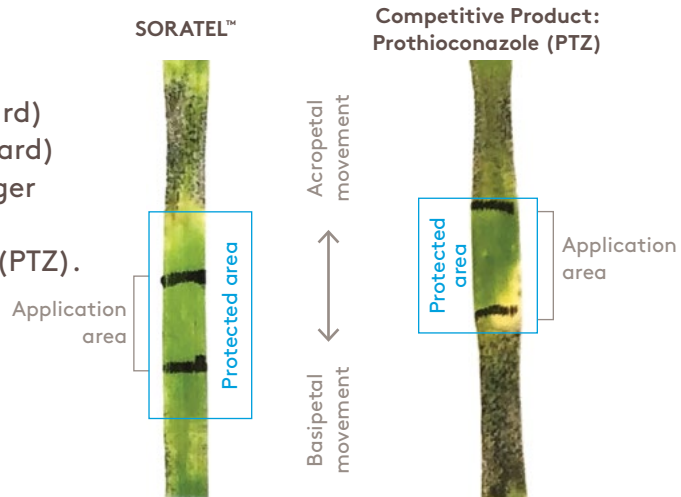 SORATEL™
Competitive Product:
Prothioconazole (PTZ)
rd)
ard)
ger
(PTZ).
Application
area
Protected area
Acropetal
movement
Basipetal
movement
Protected
area
Application
area